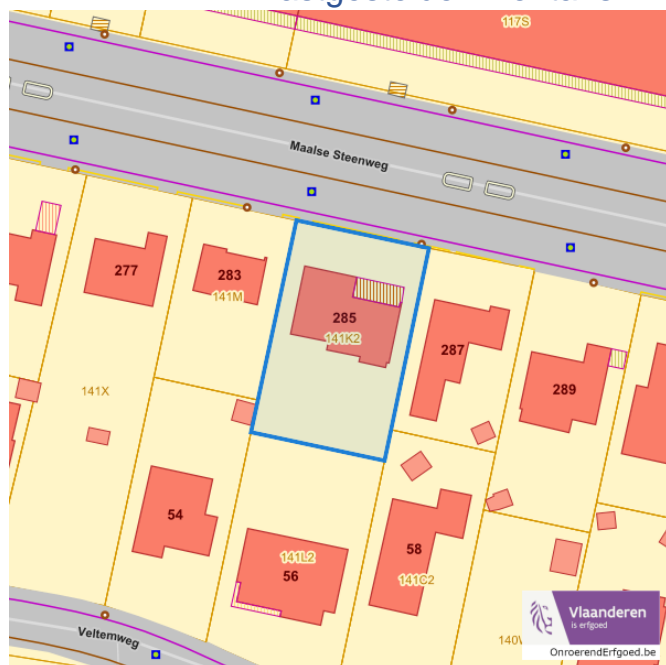 117S
Maalse Steenweg
277
283
141M
285
141K2
287
289
141X
54
141L2
56
58
141C2
Veltemweg
Vlaanderen
is erfgoed
OnroerendErfgoed.be